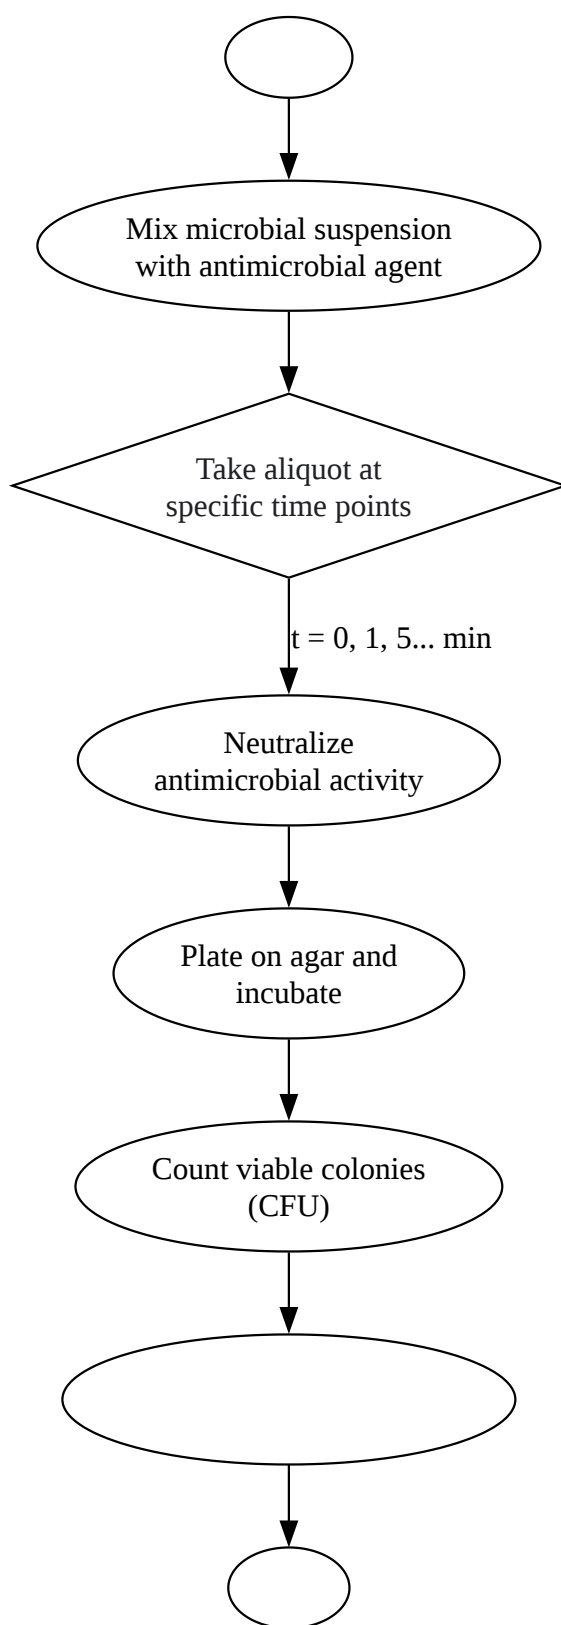 Mix microbial suspension
with antimicrobial agent
Take aliquot at
specific time points
t = 0, 1, 5... min
Neutralize
antimicrobial activity
Plate on agar and
incubate
Count viable colonies
(CFU)